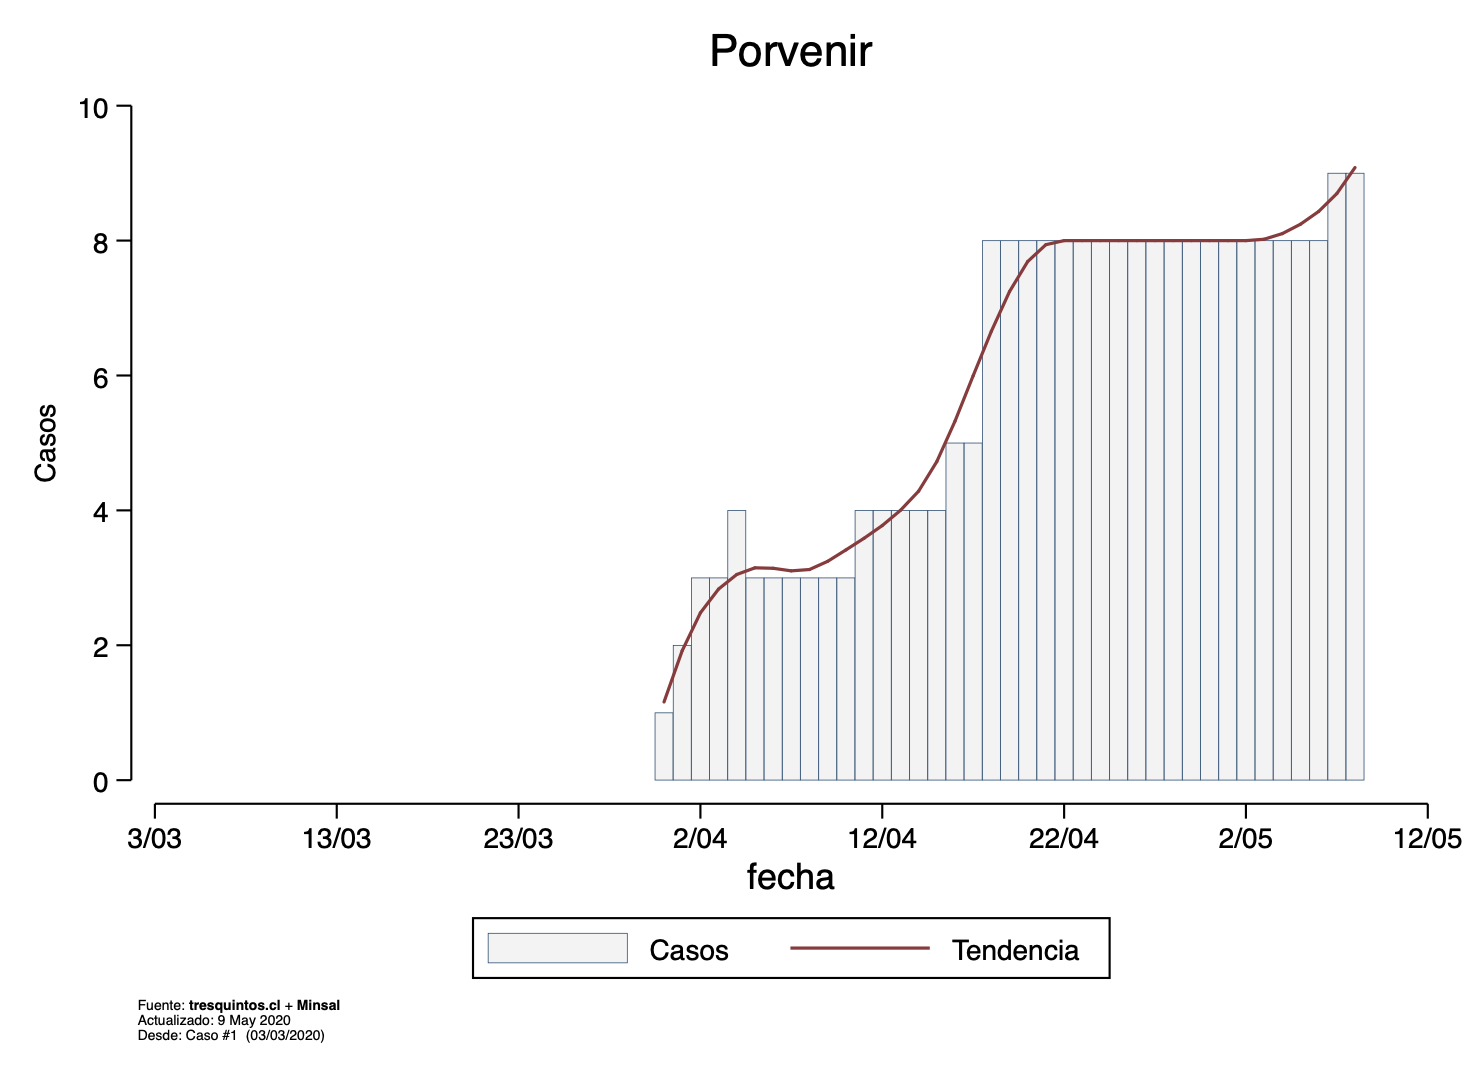 Porvenir
10
8
6
4
2
0
Casos
3/03 13/03 23/03 2/04 12/04 22/04 2/05 12/05
fecha
Casos Tendencia
Fuente: tresquintos.cl + Minsal
Actualizado: 9 May 2020
Desde: Caso #1 (03/03/2020)